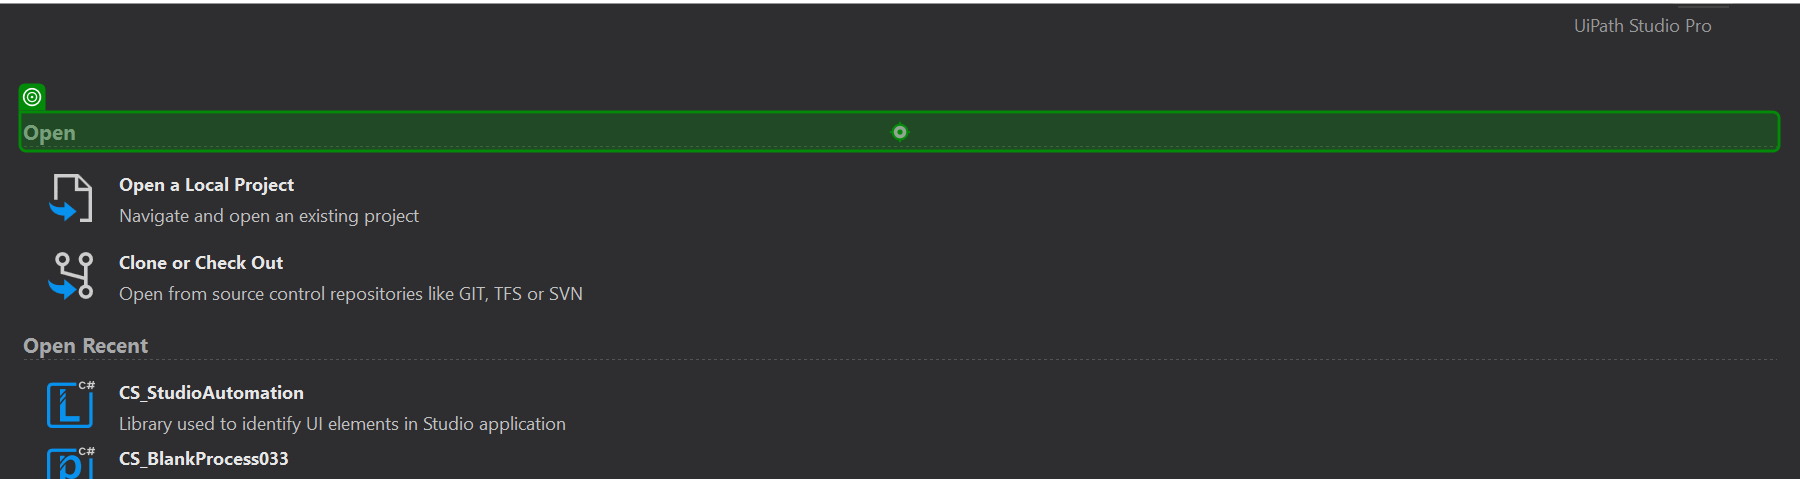 UiPath Studio Pro
Open
Open a Local Project
Navigate and open an existing project
Clone or Check Out
Open from source control repositories like GIT, TFS or SVN
Open Recent
C#
CS_StudioAutomation
Library used to identify UI elements in Studio application
C#
CS_BlankProcess033